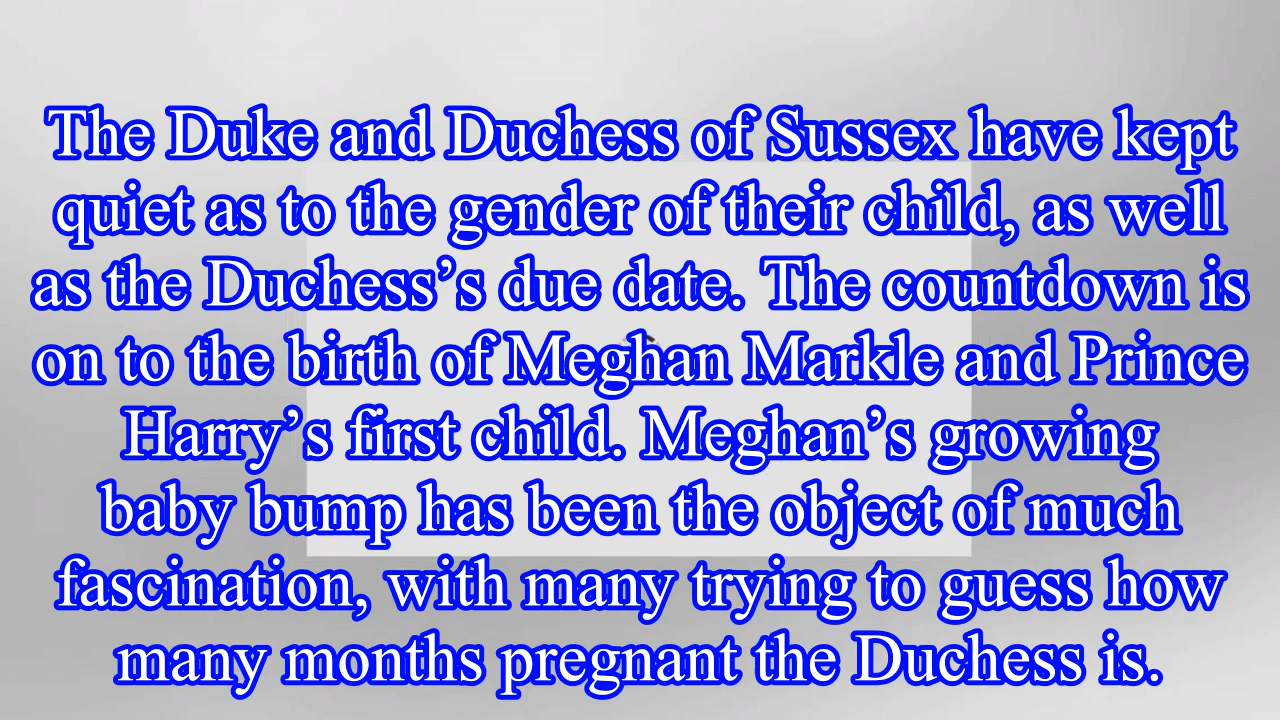 The Duke and Duchess of Sussex have kept
quiet as to the gender of their child, as well
as the Duchess’s due date. The countdown is
on to the birth of Meghan Markle and Prince
Harry’s first child. Meghan’s growing
baby bump has been the object of much
fascination, with many trying to guess how
many months pregnant the Duchess is.